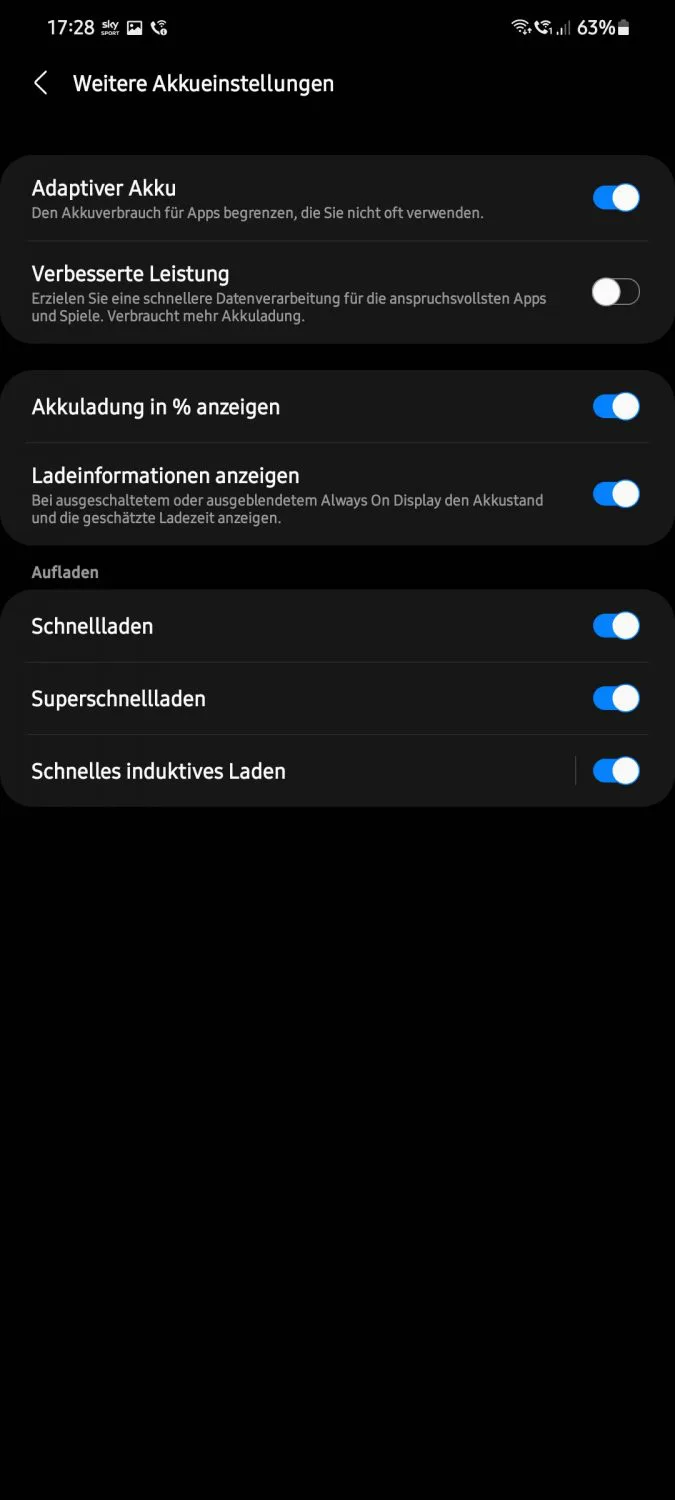 17:28 sky SPORT 63%
Weitere Akkueinstellungen
Adaptiver Akku
Den Akkuverbrauch für Apps begrenzen, die Sie nicht oft verwenden.
Verbesserte Leistung
Erzielen Sie eine schnellere Datenverarbeitung für die anspruchsvollsten Apps
und Spiele. Verbraucht mehr Akkuladung.
Akkuladung in % anzeigen
Ladeinformationen anzeigen
Bei ausgeschaltetem oder ausgeblendetem Always On Display den Akkustand
und die geschätzte Ladezeit anzeigen.
Aufladen
Schnellladen
Superschnellladen
Schnelles induktives Laden